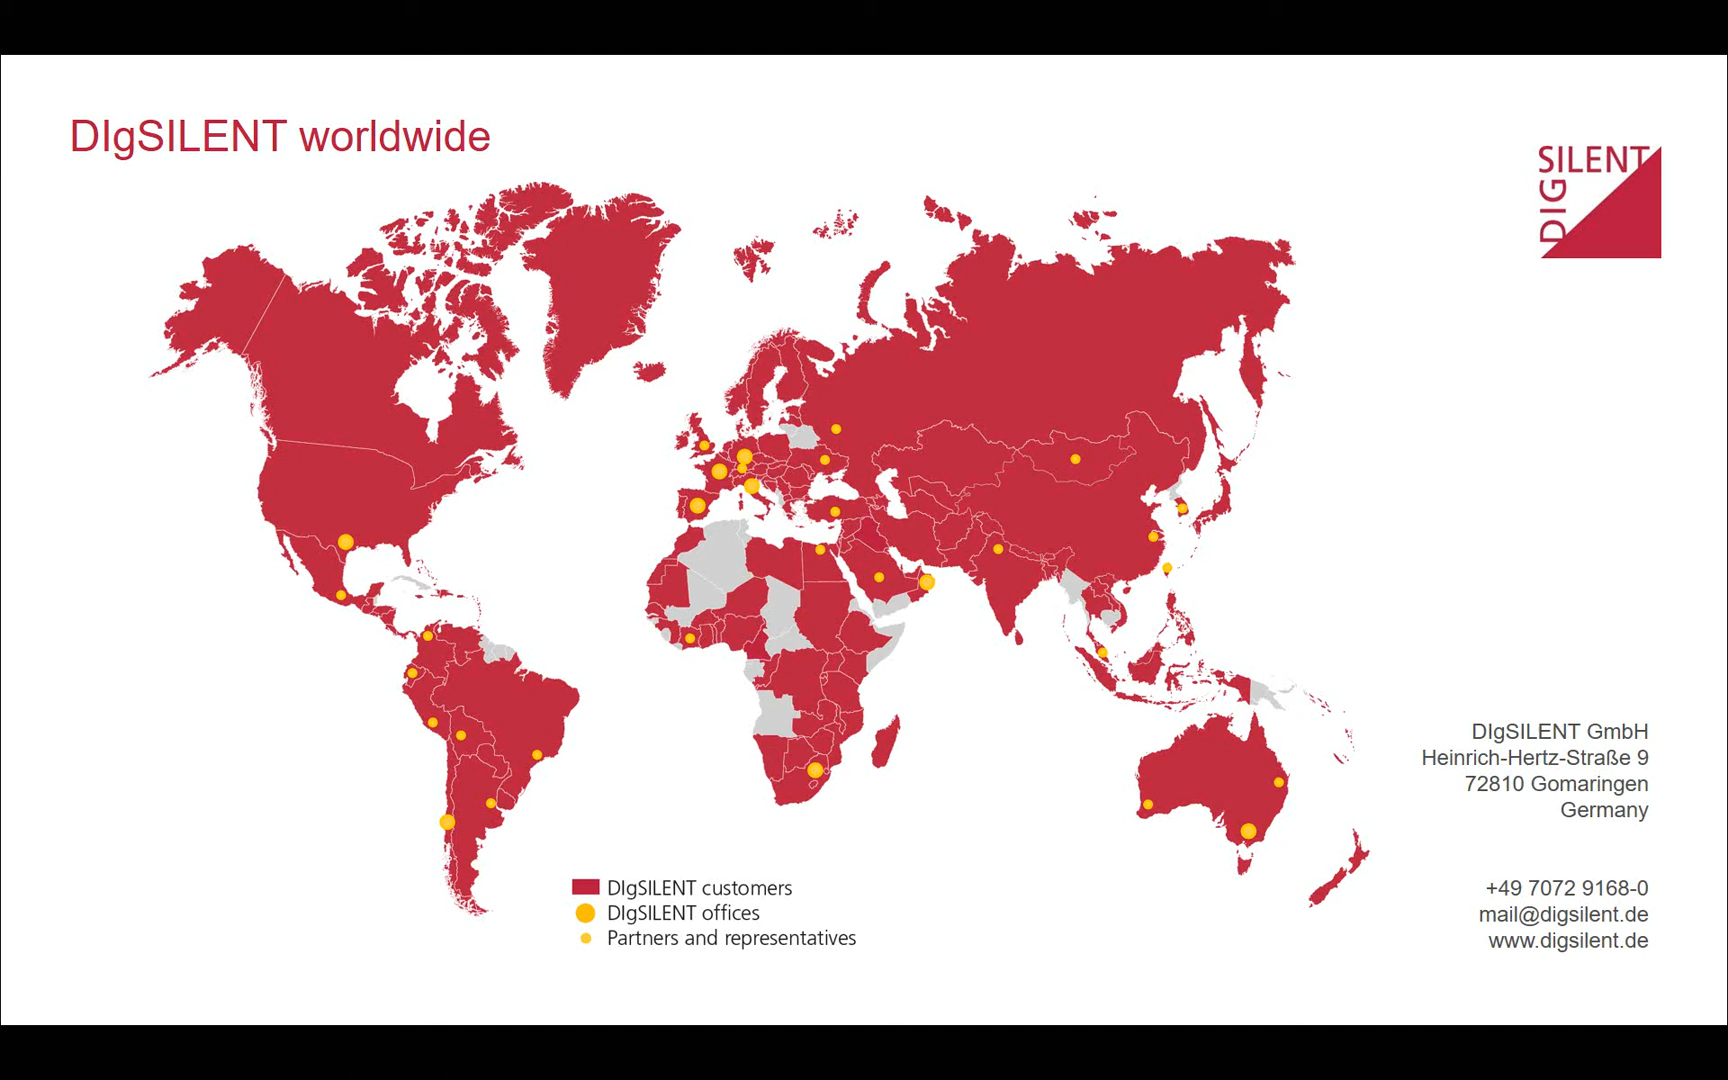 DIgSILENT worldwide
SILENT
DIG
DIgSILENT GmbH
Heinrich-Hertz-Straße 9
72810 Gomaringen
Germany
DIgSILENT customers
DIgSILENT offices
Partners and representatives
+49 7072 9168-0
mail@digsilent.de
www.digsilent.de